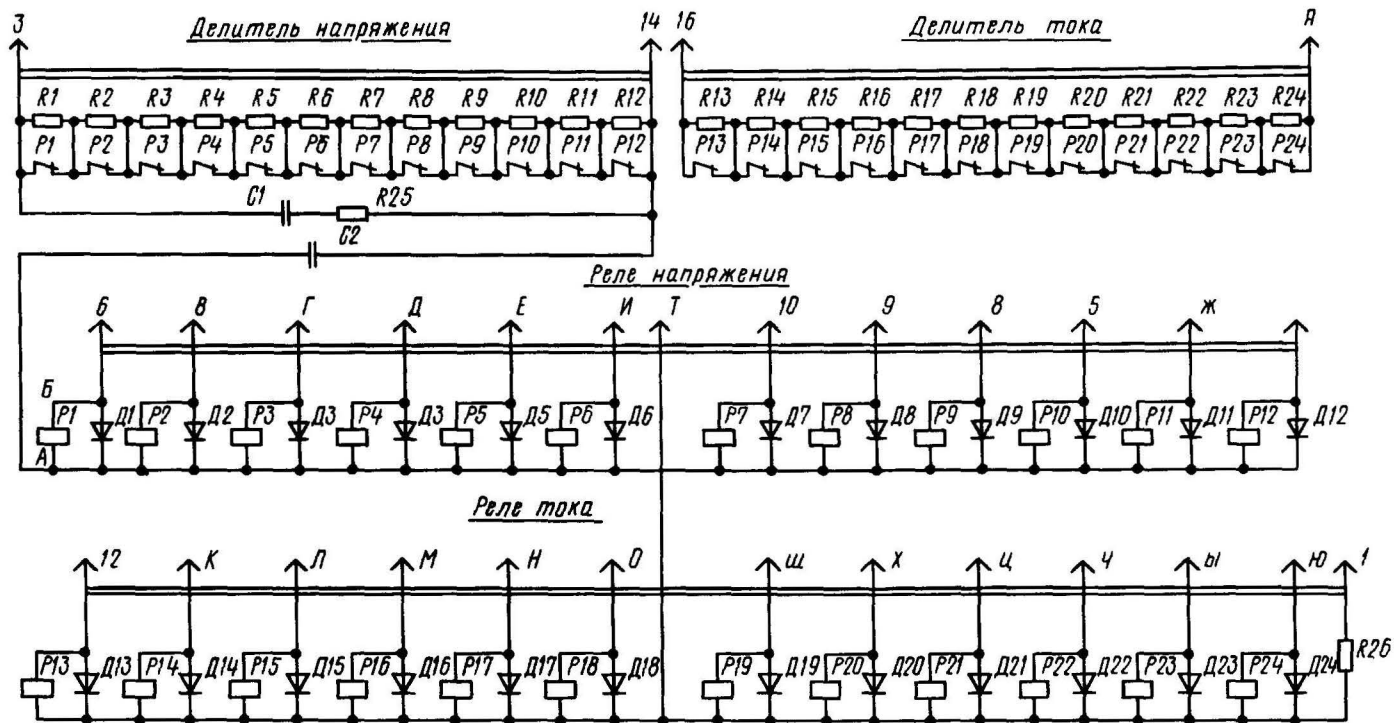 3 Делитель напряжения 14 16 Делитель тока Я
R1 R2 R3 R4 R5 R6 R7 R8 R9 R10 R11 R12 R13 R14 R15 R16 R17 R18 R19 R20 R21 R22 R23 R24
P1 P2 P3 P4 P5 P6 P7 P8 P9 P10 P11 P12 P13 P14 P15 P16 P17 P18 P19 P20 P21 P22 P23 P24
C1 R25
C2
Реле напряжения
6 В Г Д Е И Т 10 9 8 5 Ж
Б
P1 Д1 P2 Д2 P3 Д3 P4 Д3 P5 Д5 P6 Д6 P7 Д7 P8 Д8 P9 Д9 P10 Д10 P11 Д11 P12 Д12
А
Реле тока
12 К Л М Н О Ш Х Ц Ч Ы Ю 1
P13 Д13 P14 Д14 P15 Д15 P16 Д16 P17 Д17 P18 Д18 P19 Д19 P20 Д20 P21 Д21 P22 Д22 P23 Д23 P24 Д24 R26